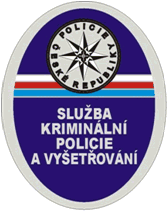 POLICIE
ČESKÉ REPUBLIKY
SLUŽBA
KRIMINÁLNÍ
POLICIE
A VYŠETŘOVÁNÍ